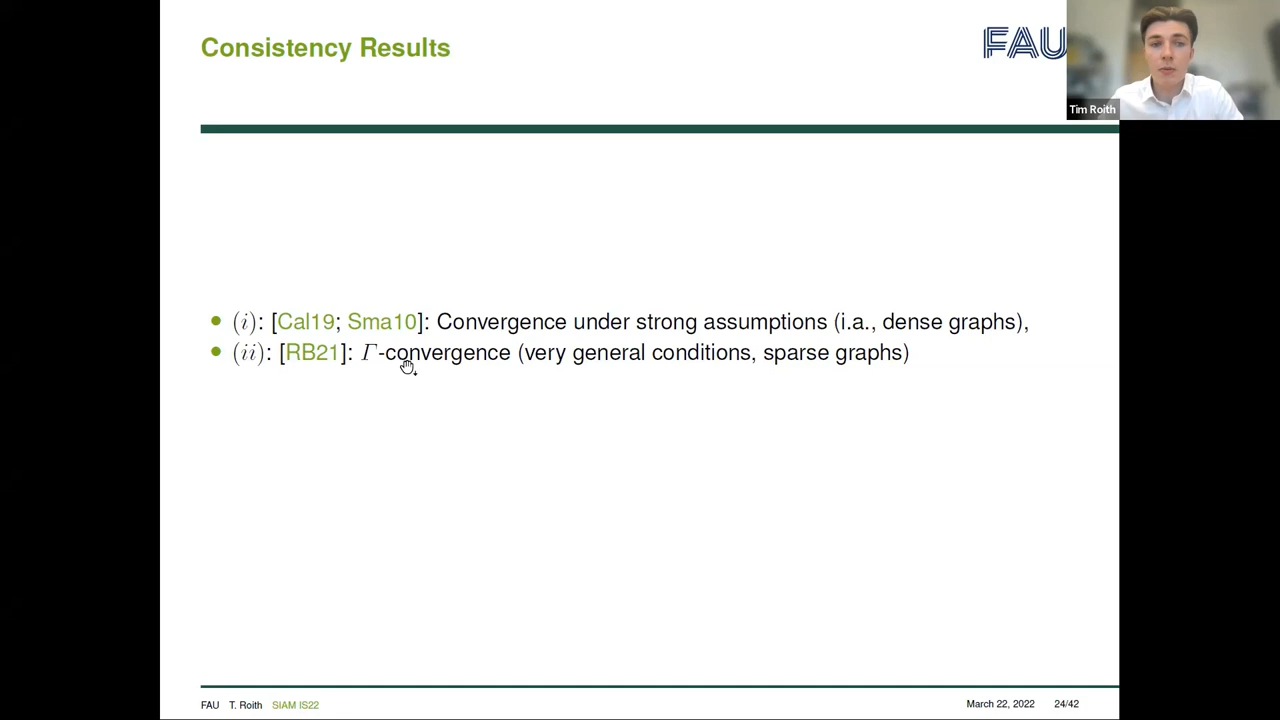 Consistency Results
FAU
Tim Roith
• (i): [Cal19; Sma10]: Convergence under strong assumptions (i.a., dense graphs),
• (ii): [RB21]: Γ-convergence (very general conditions, sparse graphs)
FAU T. Roith SIAM IS22 March 22, 2022 24/42